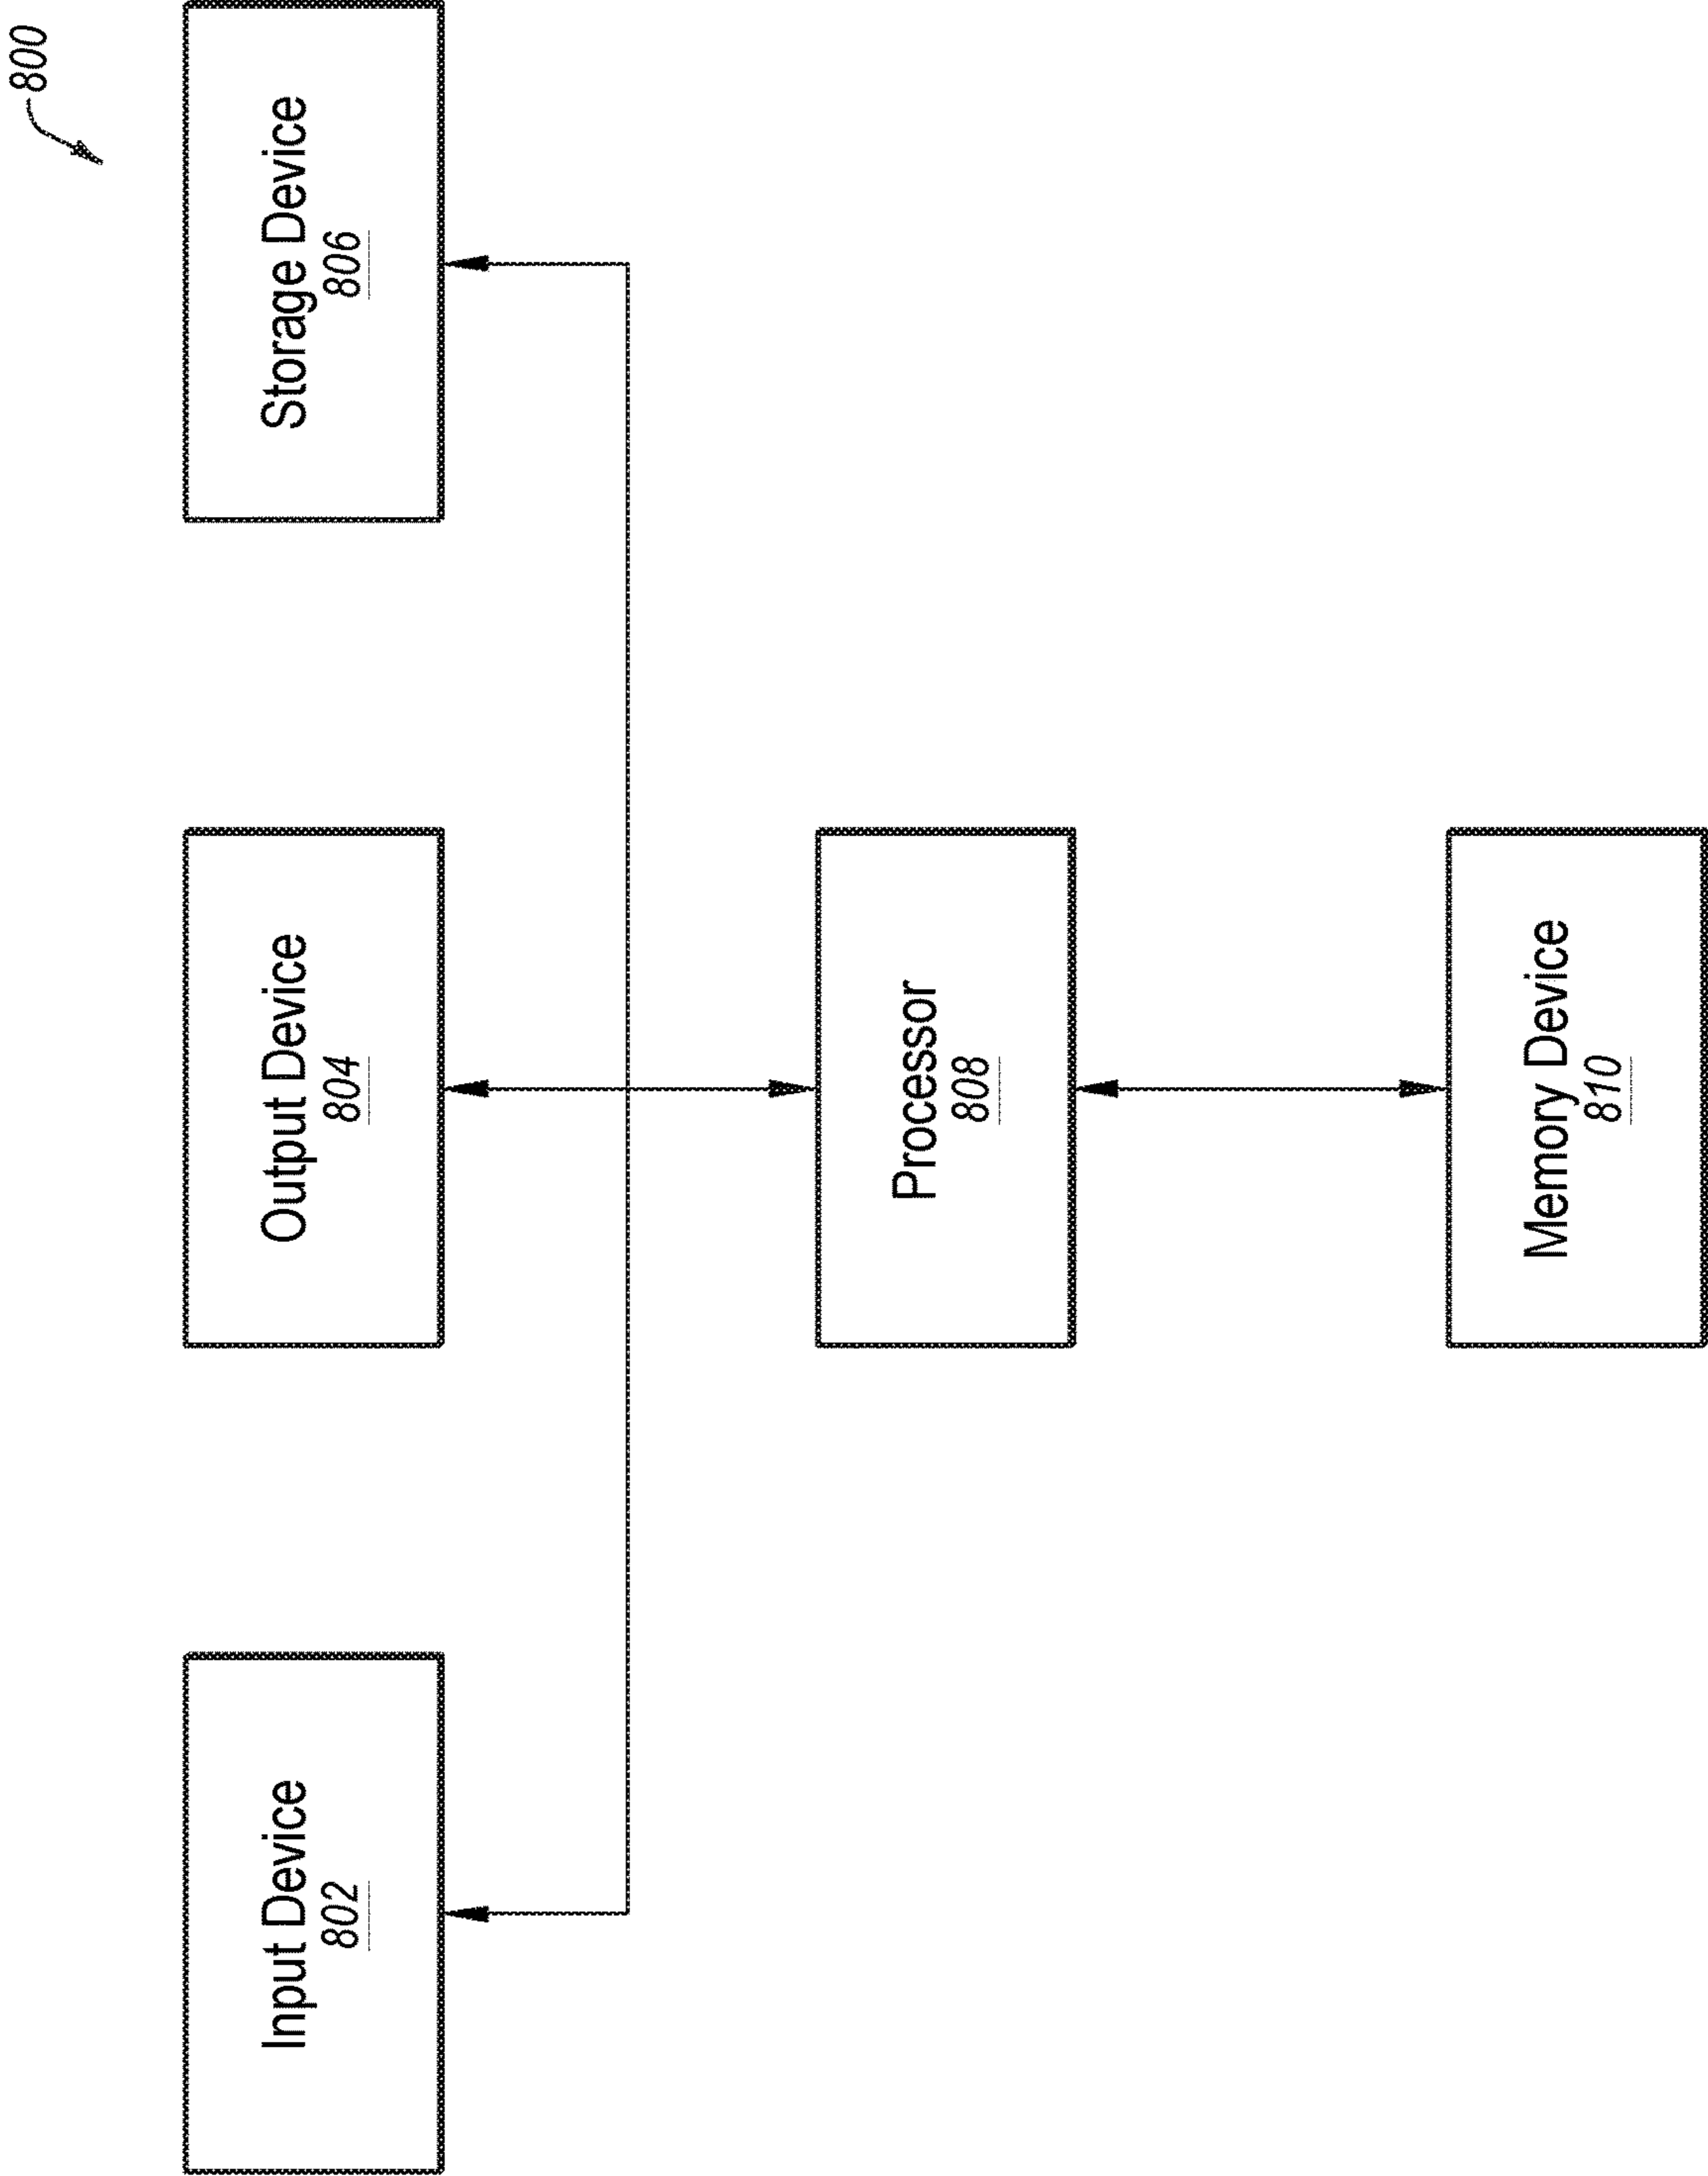 800
Input Device
802
Output Device
804
Storage Device
806
Processor
808
Memory Device
810